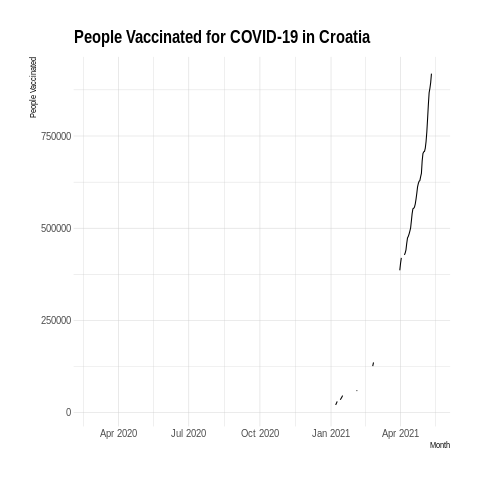 People Vaccinated for COVID-19 in Croatia
People Vaccinated
750000
500000
250000
0
Apr 2020
Jul 2020
Oct 2020
Jan 2021
Apr 2021
Month